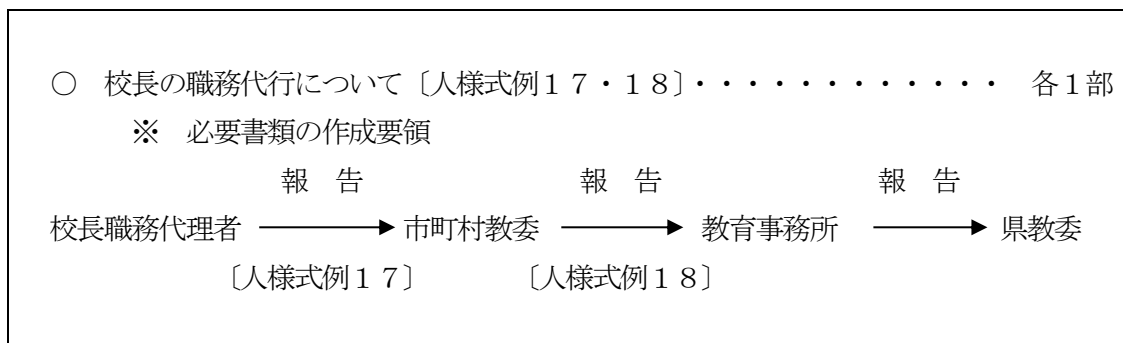 ○ 校長の職務代行について〔人様式例17・18〕・・・・・・・・・・・・ 各1部
※ 必要書類の作成要領
報 告 報 告 報 告
校長職務代理者 → 市町村教委 → 教育事務所 → 県教委
〔人様式例17〕 〔人様式例18〕